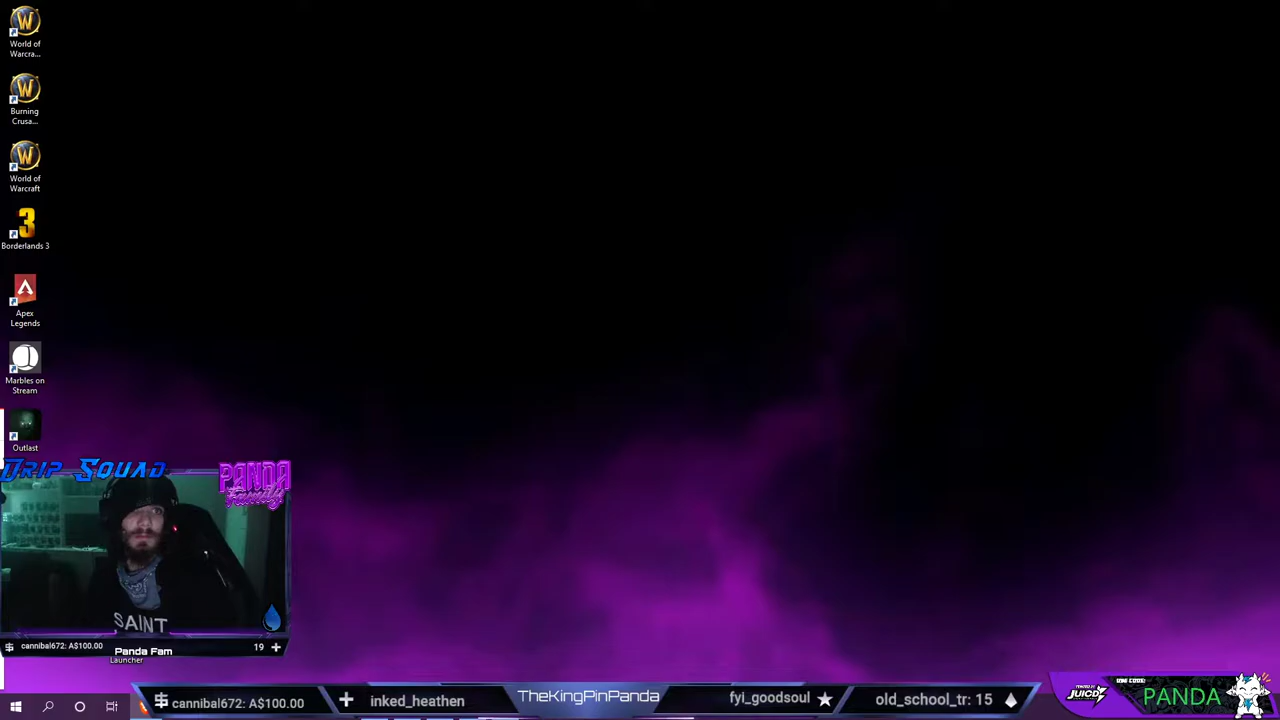 World of
Warcra...
Burning
Crusa...
World of
Warcraft
3
Borderlands 3
Apex
Legends
Marbles on
Stream
Outlast
DRIP SQUAD
PANDA
Family
SAINT
cannibal672: A$100.00
Panda Fam
19
Launcher
cannibal672: A$100.00
inked_heathen
TheKingPinPanda
fyi_goodsoul
old_school_tr: 15
JUICD
USE CODE:
PANDA